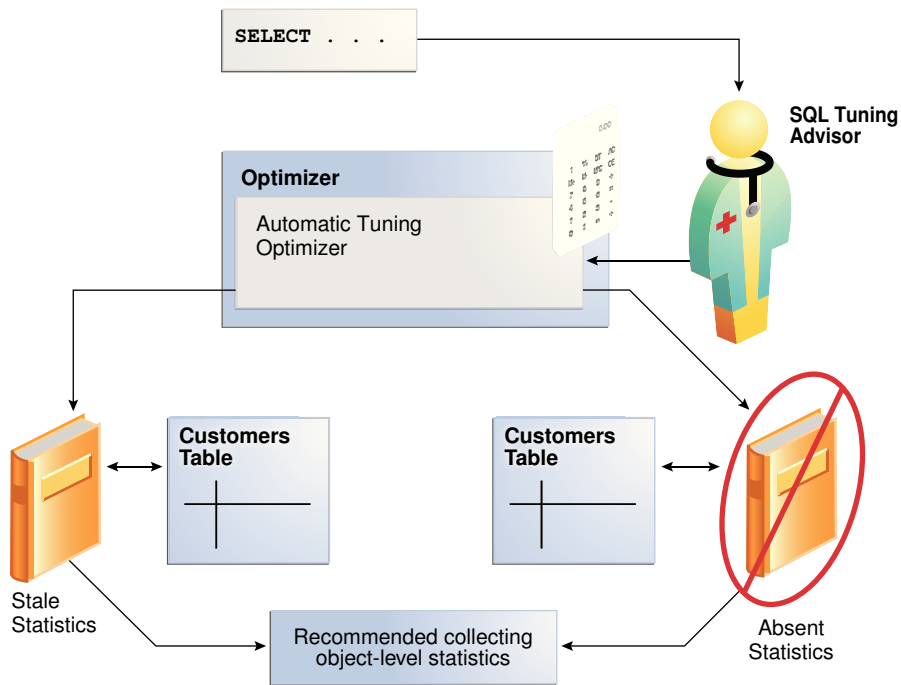 SELECT . . .
SQL Tuning
Advisor
Optimizer
Automatic Tuning
Optimizer
Customers
Table
Customers
Table
Stale
Statistics
Recommended collecting
object-level statistics
Absent
Statistics